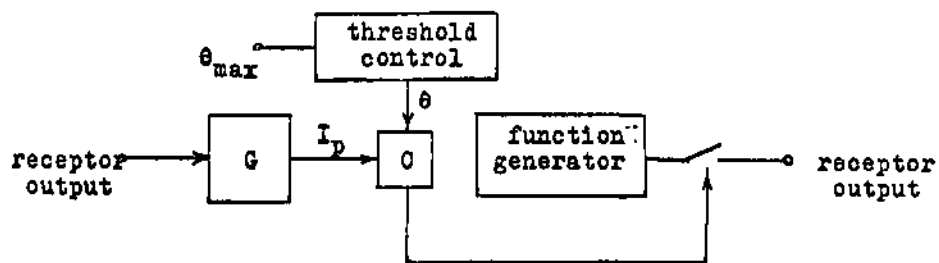 threshold
control
θmax
θ
function
generator
receptor
output
G
Ip
C
receptor
output